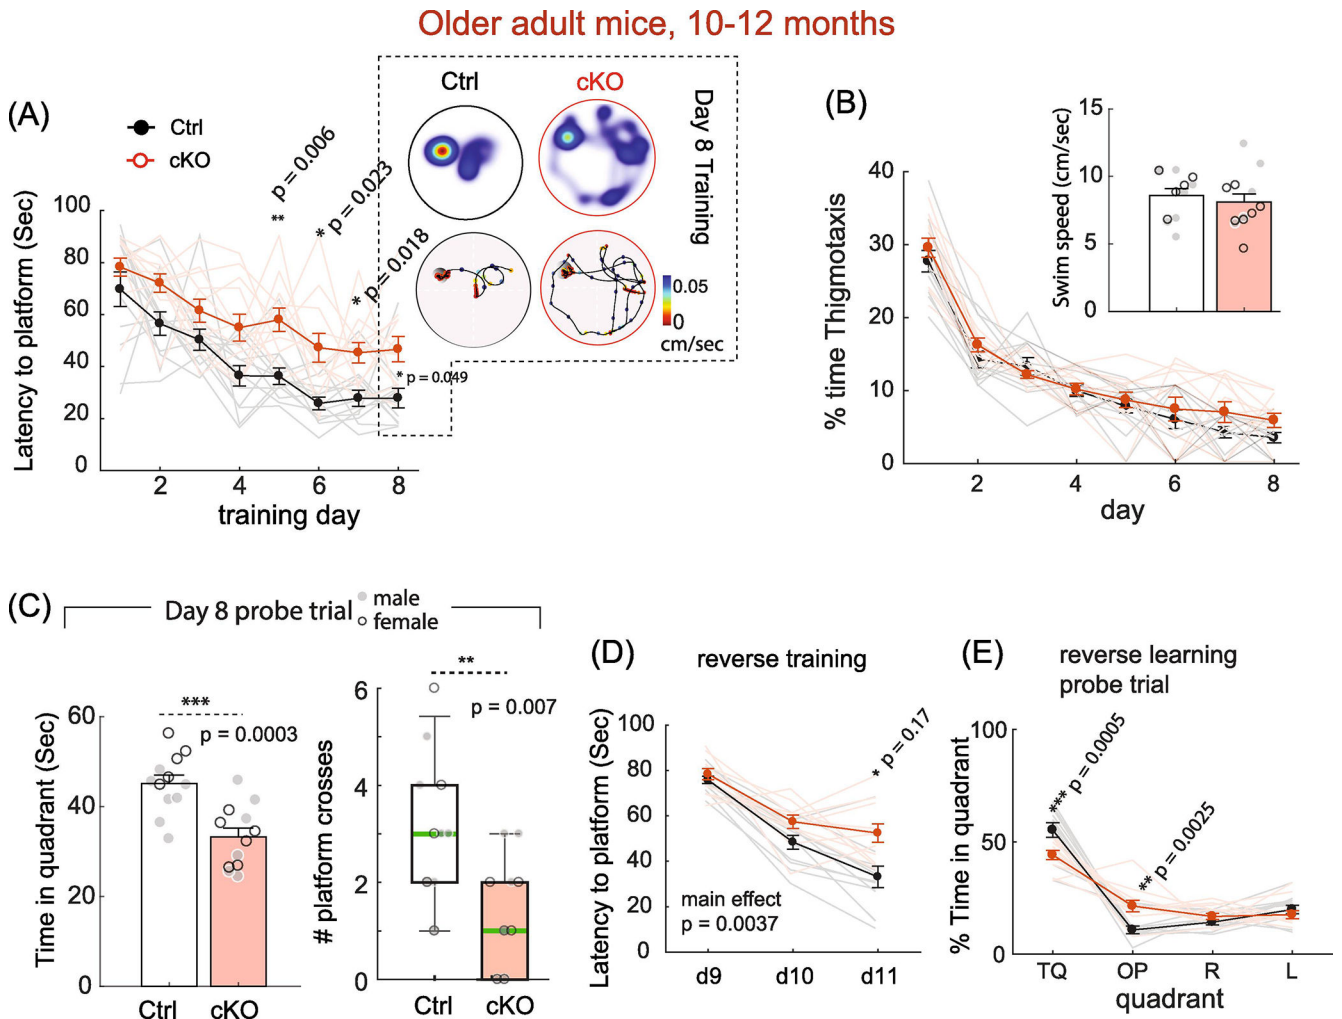 Older adult mice, 10-12 months
(A)
Ctrl
cKO
Latency to platform (Sec)
100
80
60
40
20
0
2
4
6
8
training day
** p = 0.006
* p = 0.023
* p = 0.018
* p = 0.049
Ctrl
cKO
Day 8 Training
0.05
0
cm/sec
(B)
% time Thigmotaxis
40
30
20
10
0
2
4
6
8
day
Swim speed (cm/sec)
15
10
5
0
(C)
Day 8 probe trial
male
female
Time in quadrant (Sec)
60
40
20
0
***
p = 0.0003
Ctrl
cKO
# platform crosses
6
4
2
0
**
p = 0.007
Ctrl
cKO
(D)
reverse training
Latency to platform (Sec)
100
80
60
40
20
0
* p = 0.17
main effect
p = 0.0037
d9
d10
d11
(E)
reverse learning
probe trial
% Time in quadrant
100
50
0
*** p = 0.0005
** p = 0.0025
TQ
OP
R
L
quadrant